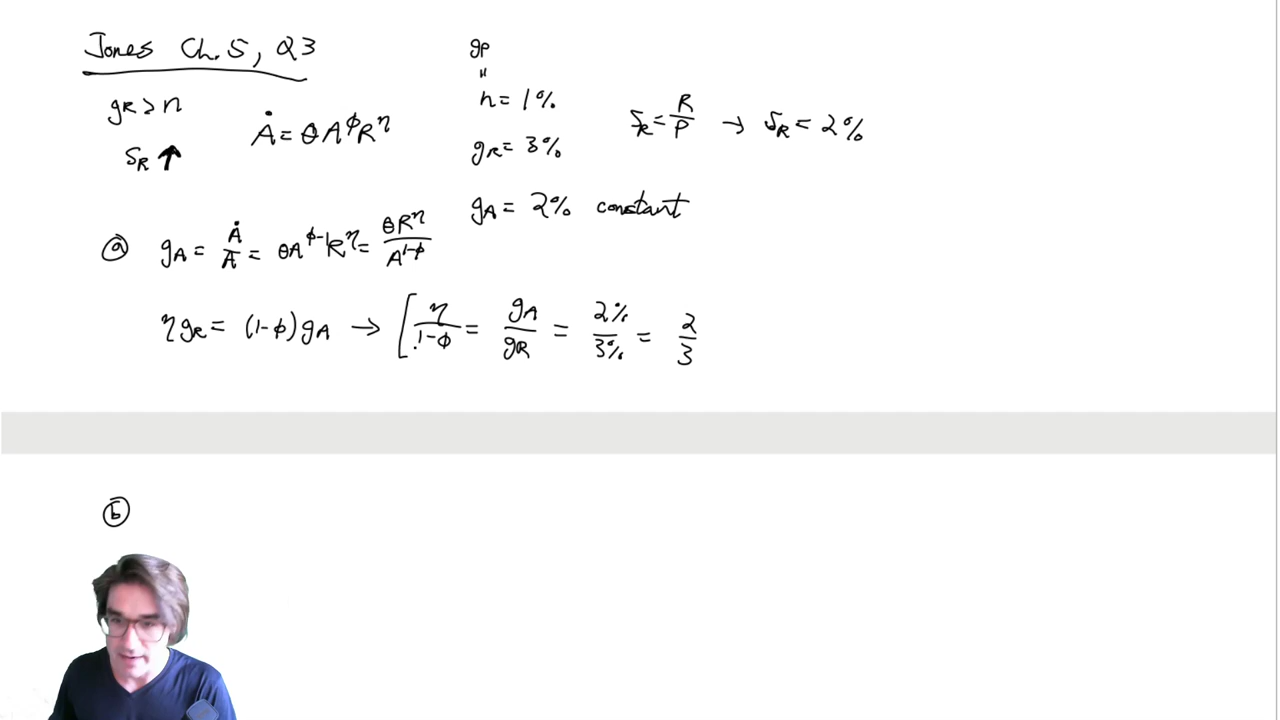 Jones Ch. 5, Q3
gR > n
SR ↑
Ȧ = θA^ϕR^η
gP
"
n = 1%
gR = 3%
gA = 2% constant
SR = R/P → SR = 2%
ⓐ gA = Ȧ/A = θA^(ϕ-1)R^η = θR^η/A^(1-ϕ)
ηgR = (1-ϕ)gA → [η/(1-ϕ) = gA/gR = 2%/3% = 2/3
ⓑ